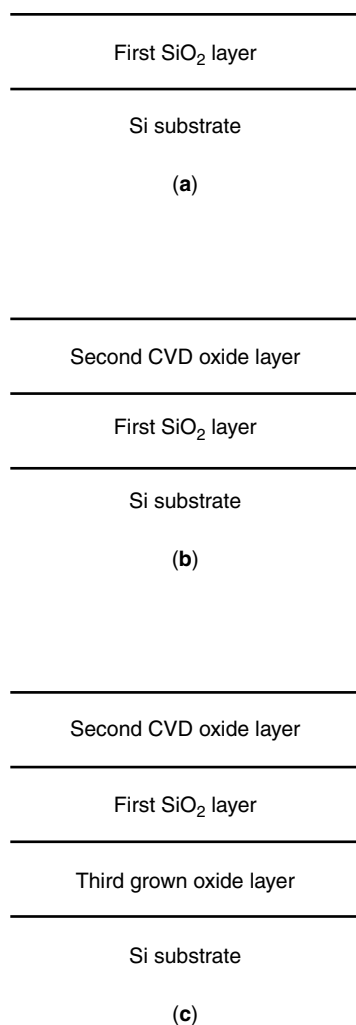 First SiO₂ layer
Si substrate
(a)
Second CVD oxide layer
First SiO₂ layer
Si substrate
(b)
Second CVD oxide layer
First SiO₂ layer
Third grown oxide layer
Si substrate
(c)